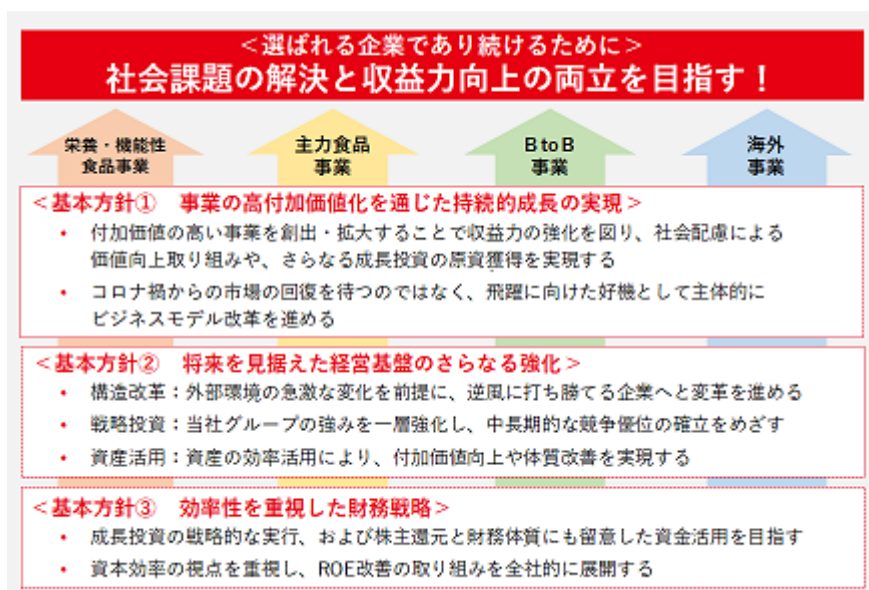 ＜選ばれる企業であり続けるために＞
社会課題の解決と収益力向上の両立を目指す！
栄養・機能性
食品事業
主力食品
事業
BtoB
事業
海外
事業
＜基本方針① 事業の高付加価値化を通じた持続的成長の実現＞
・ 付加価値の高い事業を創出・拡大することで収益力の強化を図り、社会配慮による
価値向上取り組みや、さらなる成長投資の原資獲得を実現する
・ コロナ禍からの市場の回復を待つのではなく、飛躍に向けた好機として主体的に
ビジネスモデル改革を進める
＜基本方針② 将来を見据えた経営基盤のさらなる強化＞
・ 構造改革：外部環境の急激な変化を前提に、逆風に打ち勝てる企業へと変革を進める
・ 戦略投資：当社グループの強みを一層強化し、中長期的な競争優位の確立をめざす
・ 資産活用：資産の効率活用により、付加価値向上や体質改善を実現する
＜基本方針③ 効率性を重視した財務戦略＞
・ 成長投資の戦略的な実行、および株主還元と財務体質にも留意した資金活用を目指す
・ 資本効率の視点を重視し、ROE改善の取り組みを全社的に展開する